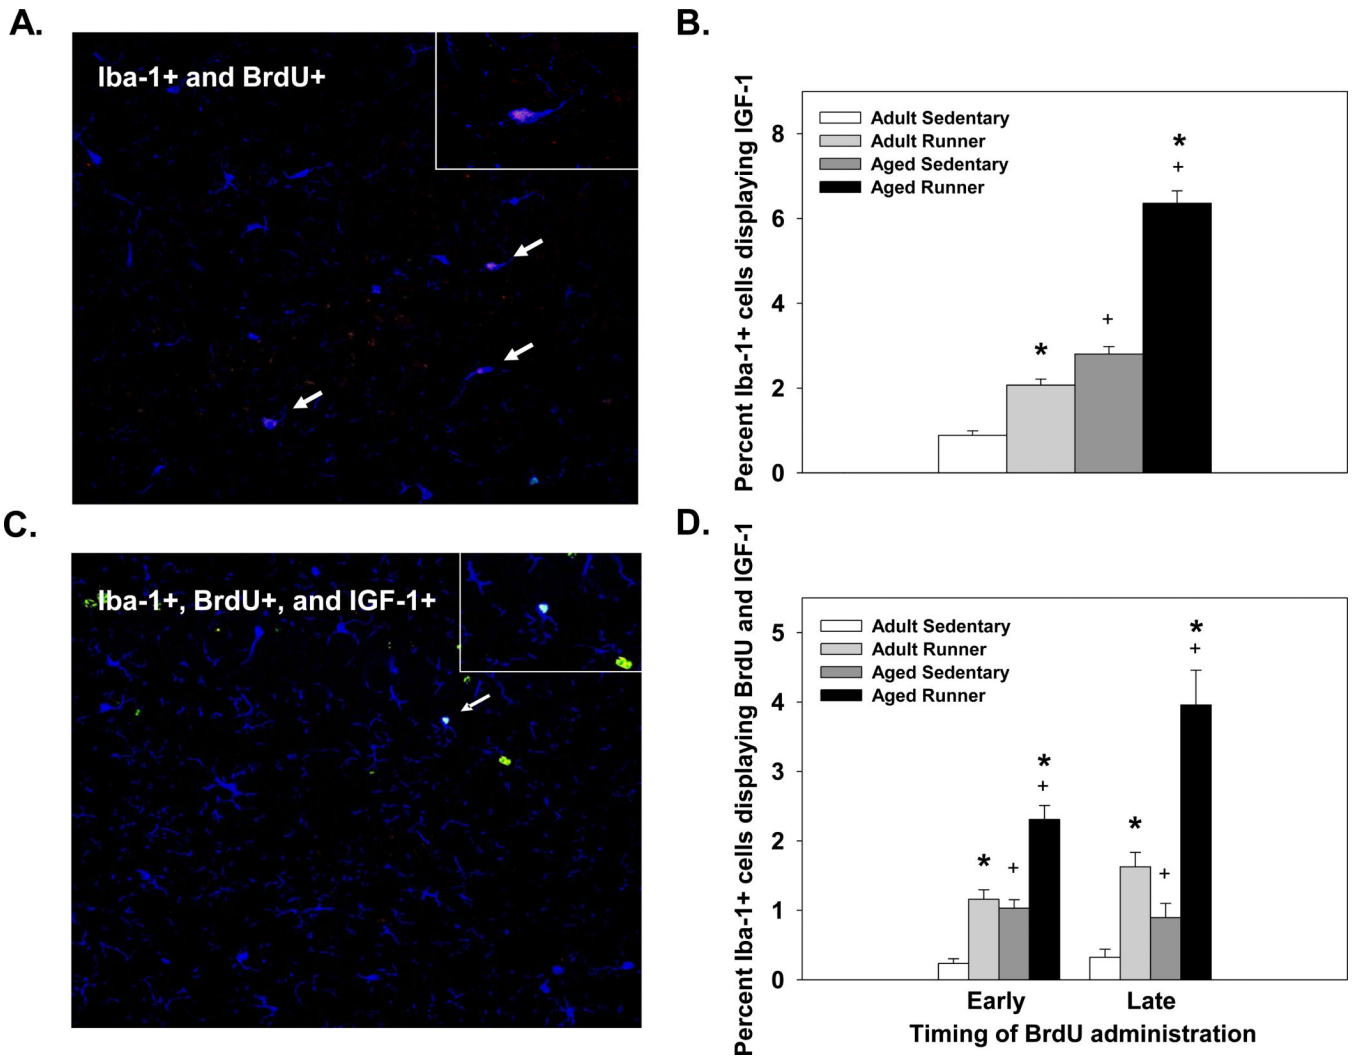 A.
Iba-1+ and BrdU+
B.
Percent Iba-1+ cells displaying IGF-1
8
6
4
2
0
Adult Sedentary
Adult Runner
Aged Sedentary
Aged Runner
*
+
*
+
C.
Iba-1+, BrdU+, and IGF-1+
D.
Percent Iba-1+ cells displaying BrdU and IGF-1
5
4
3
2
1
0
Adult Sedentary
Adult Runner
Aged Sedentary
Aged Runner
*
+
*
+
*
+
*
+
Early Late
Timing of BrdU administration